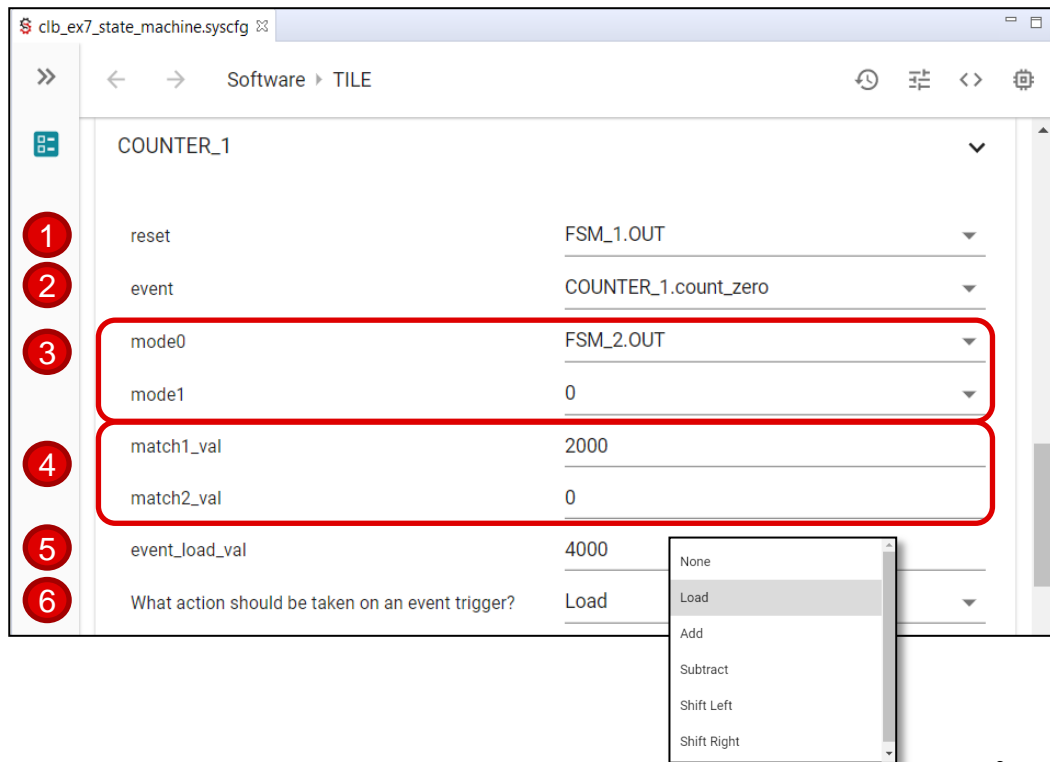 clb_ex7_state_machine.syscfg
Software TILE
COUNTER_1
1 reset FSM_1.OUT
2 event COUNTER_1.count_zero
3 mode0 FSM_2.OUT
mode1 0
4 match1_val 2000
match2_val 0
5 event_load_val 4000
6 What action should be taken on an event trigger? Load
None
Load
Add
Subtract
Shift Left
Shift Right